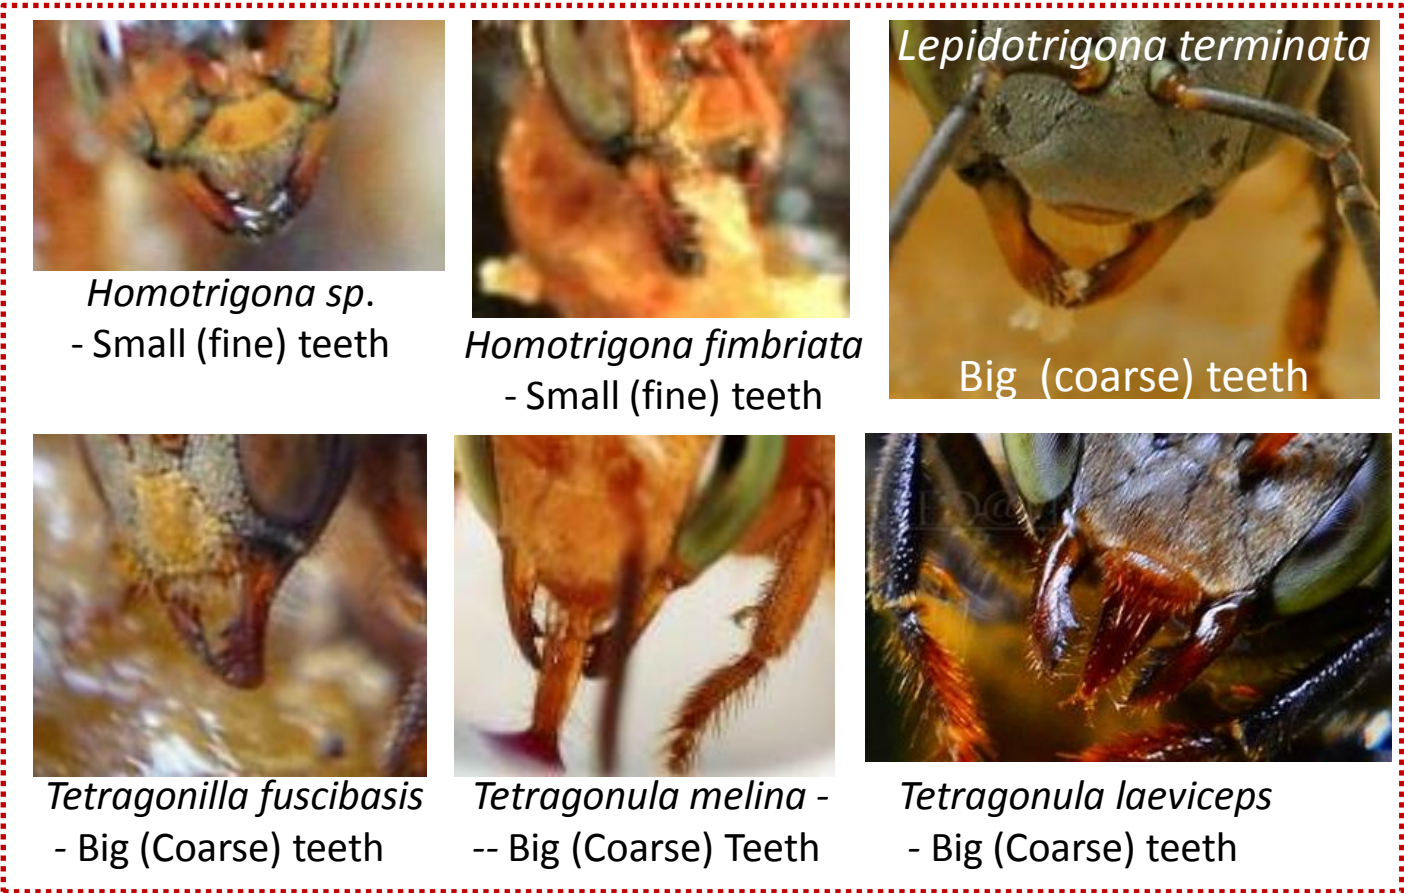 Homotrigona sp.
- Small (fine) teeth
Homotrigona fimbriata
- Small (fine) teeth
Lepidotrigona terminata
Big (coarse) teeth
Tetragonilla fuscibasis
- Big (Coarse) teeth
Tetragonula melina -
-- Big (Coarse) Teeth
Tetragonula laeviceps
- Big (Coarse) teeth